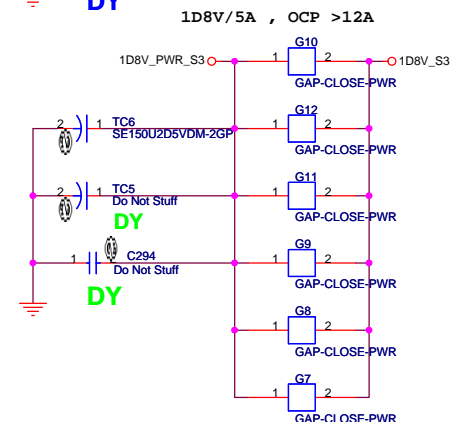 DY
1D8V/5A , OCP >12A
G10
1D8V_PWR_S3 1 2 1D8V_S3
GAP-CLOSE-PWR
TC6
2 1
SE150U2D5VDM-2GP
G12
1 2
GAP-CLOSE-PWR
TC5
2 1
Do Not Stuff
DY
G11
1 2
GAP-CLOSE-PWR
C294
1
Do Not Stuff
DY
G9
1 2
GAP-CLOSE-PWR
G8
1 2
GAP-CLOSE-PWR
G7
1 2
GAP-CLOSE-PWR